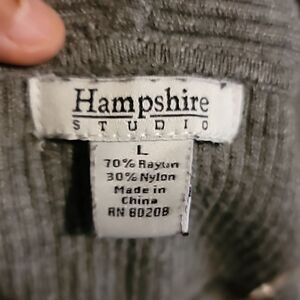 Hampshire
STUDIO
L
70% Rayon
30% Nylon
Made in
China
RN 80208